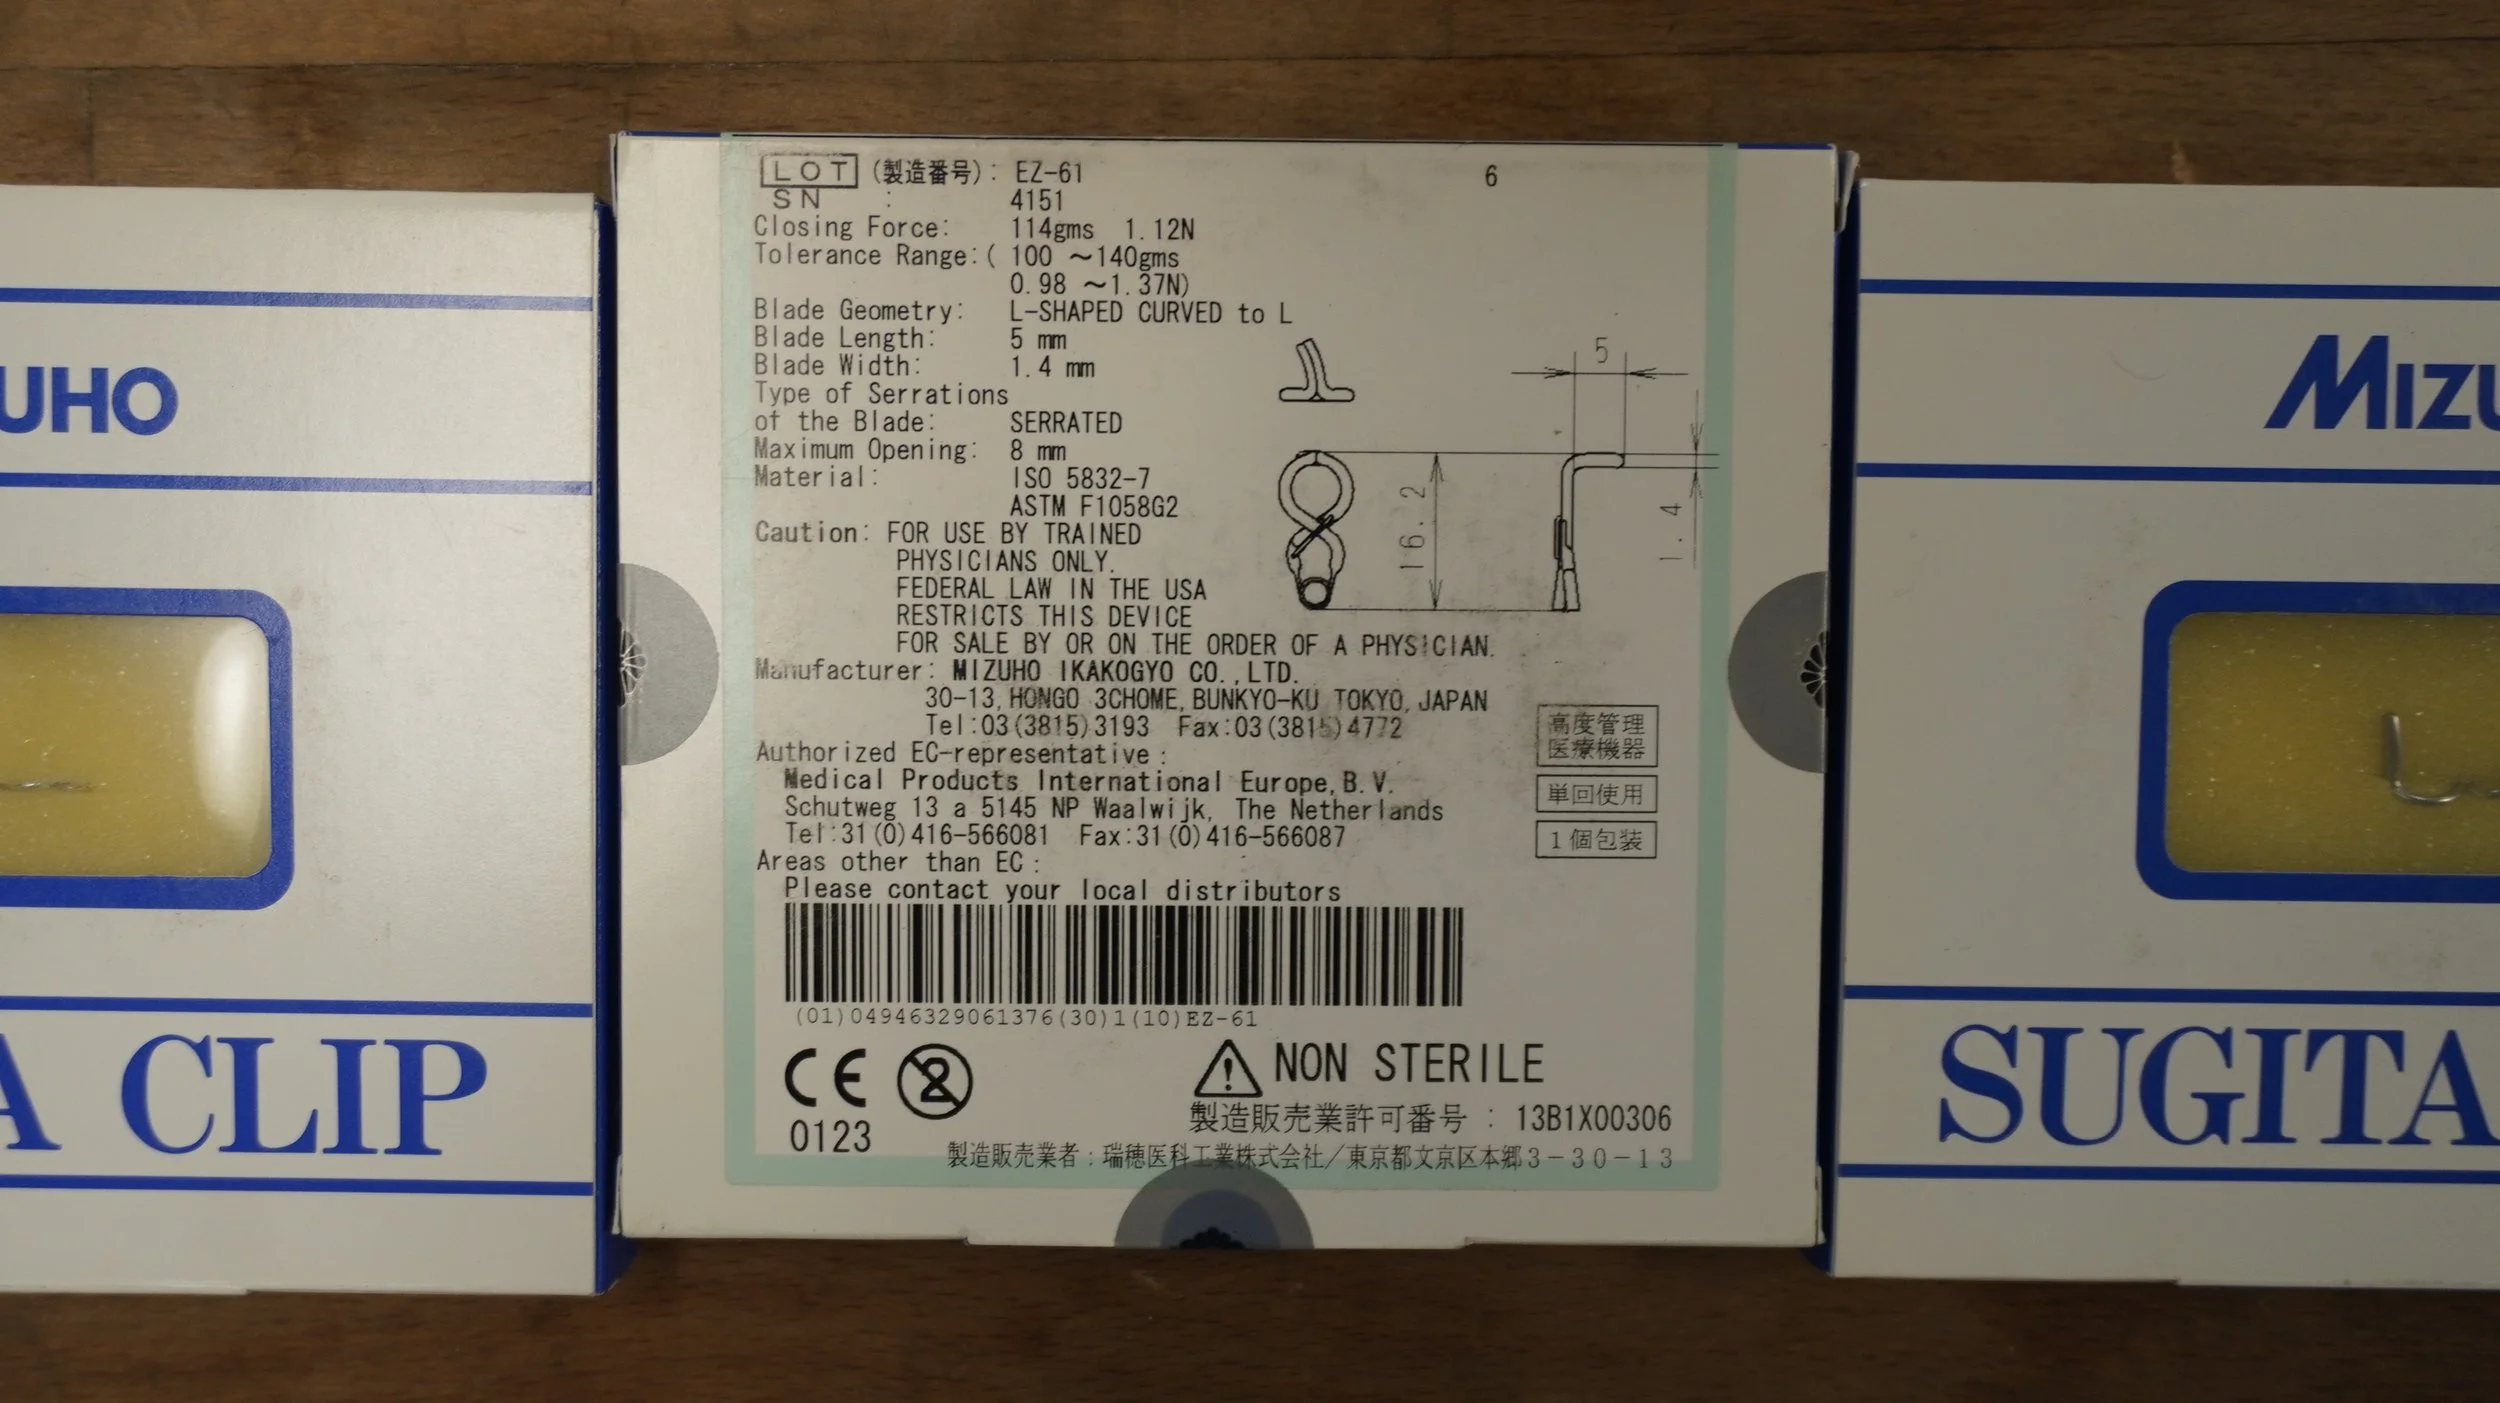 LOT (製造番号): EZ-61 6
SN : 4151
Closing Force: 114gms 1.12N
Tolerance Range:( 100 ～140gms
0.98 ～1.37N)
Blade Geometry: L-SHAPED CURVED to L
Blade Length: 5 mm
Blade Width: 1.4 mm
Type of Serrations
of the Blade: SERRATED
Maximum Opening: 8 mm
Material: ISO 5832-7
ASTM F1058G2
Caution: FOR USE BY TRAINED
PHYSICIANS ONLY.
FEDERAL LAW IN THE USA
RESTRICTS THIS DEVICE
FOR SALE BY OR ON THE ORDER OF A PHYSICIAN.
Manufacturer: MIZUHO IKAKOGYO CO.,LTD.
30-13, HONGO 3CHOME, BUNKYO-KU TOKYO, JAPAN
Tel:03(3815)3193 Fax:03(3815)4772
Authorized EC-representative:
Medical Products International Europe, B.V.
Schutweg 13 a 5145 NP Waalwijk, The Netherlands
Tel:31(0)416-566081 Fax:31(0)416-566087
Areas other than EC:
Please contact your local distributors
(01)04946329061376(30)1(10)EZ-61
5
16.2
1.4
高度管理
医療機器
単回使用
1個包装
CE
0123
2
NON STERILE
製造販売業許可番号 : 13B1X00306
製造販売業者:瑞穂医科工業株式会社/東京都文京区本郷3-30-13
UHO
A CLIP
MIZU
SUGITA